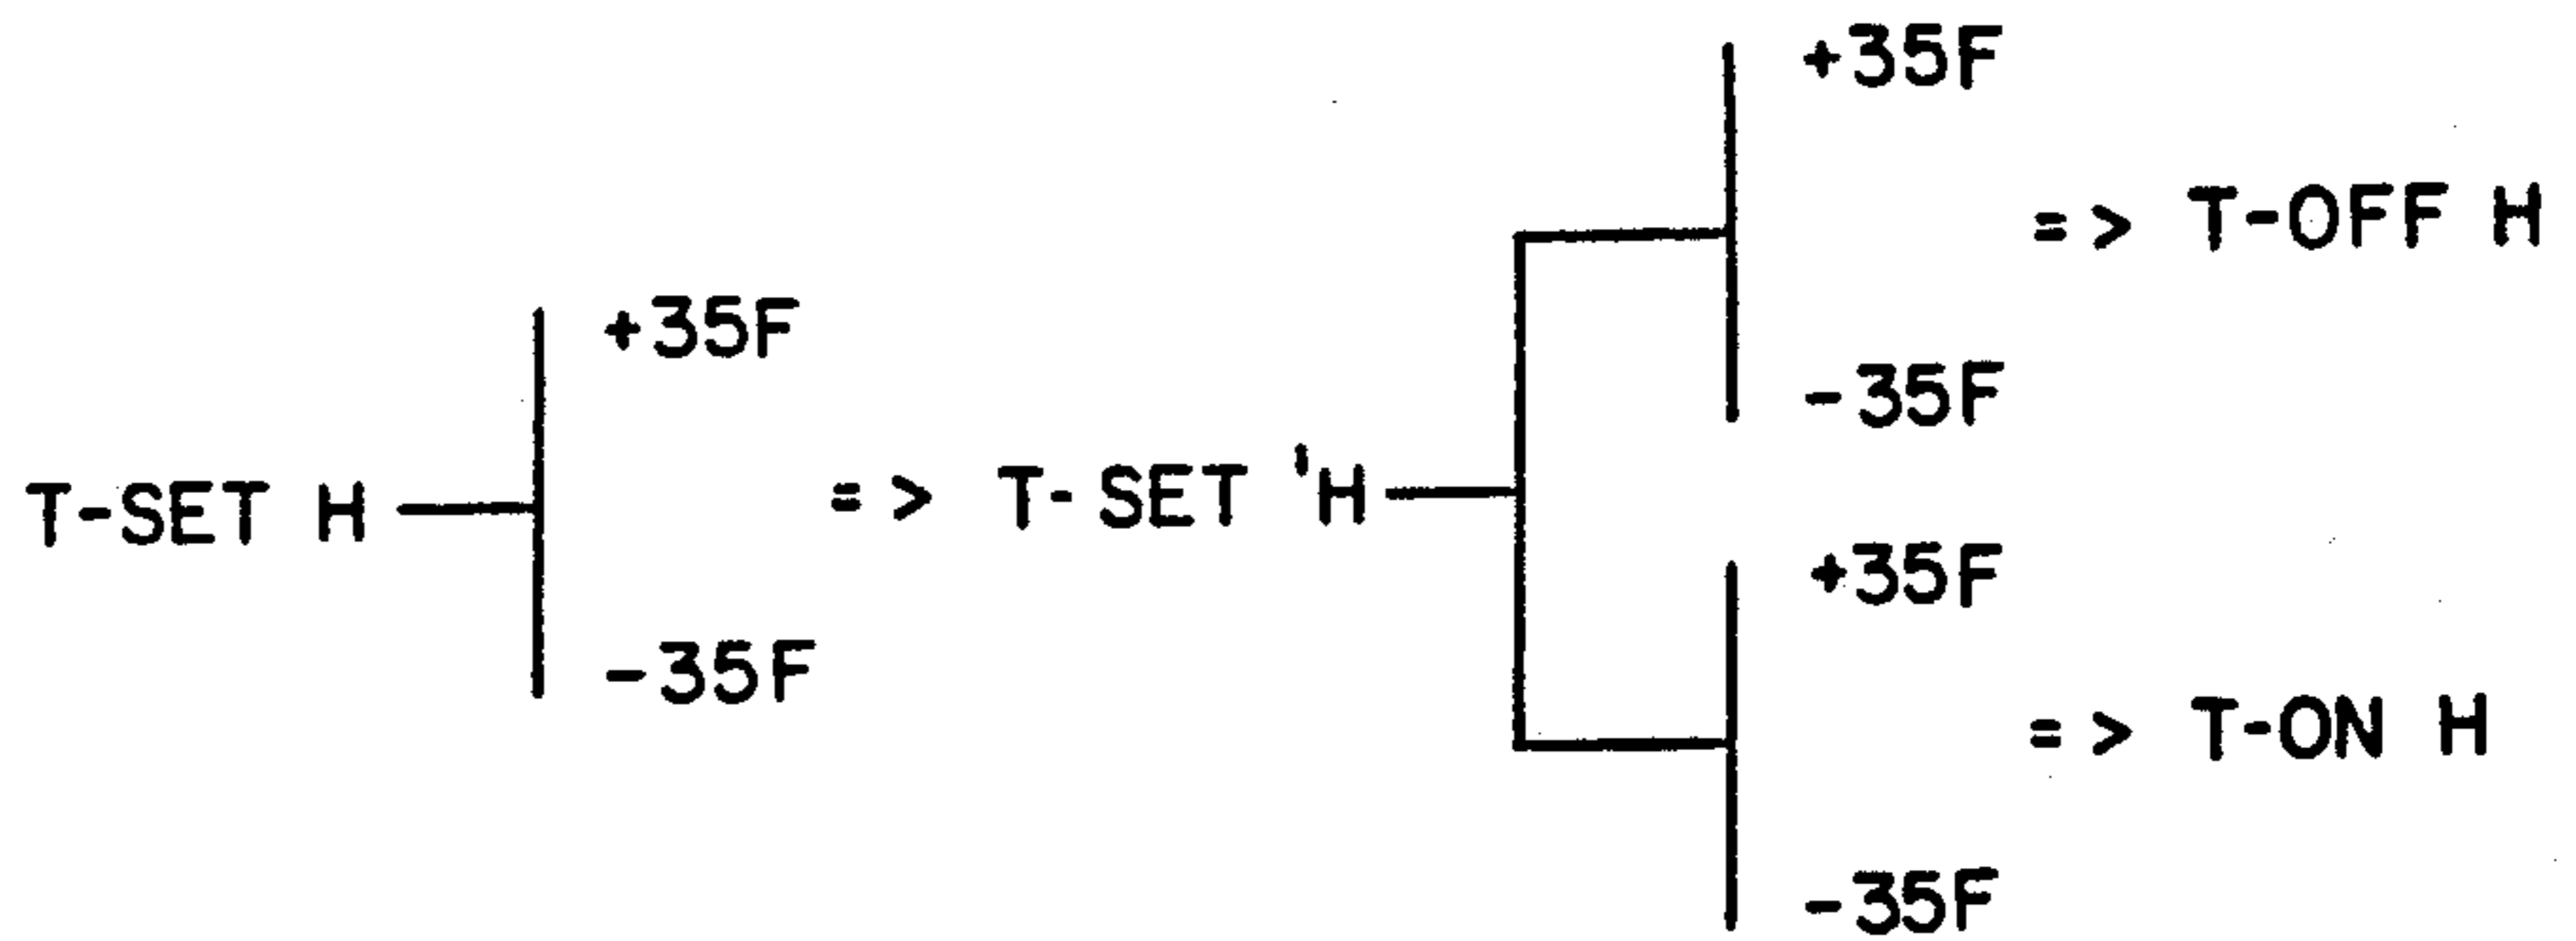 +35F
=> T-OFF H
+35F
-35F
T-SET H
=> T-SET 'H
+35F
-35F
=> T-ON H
-35F